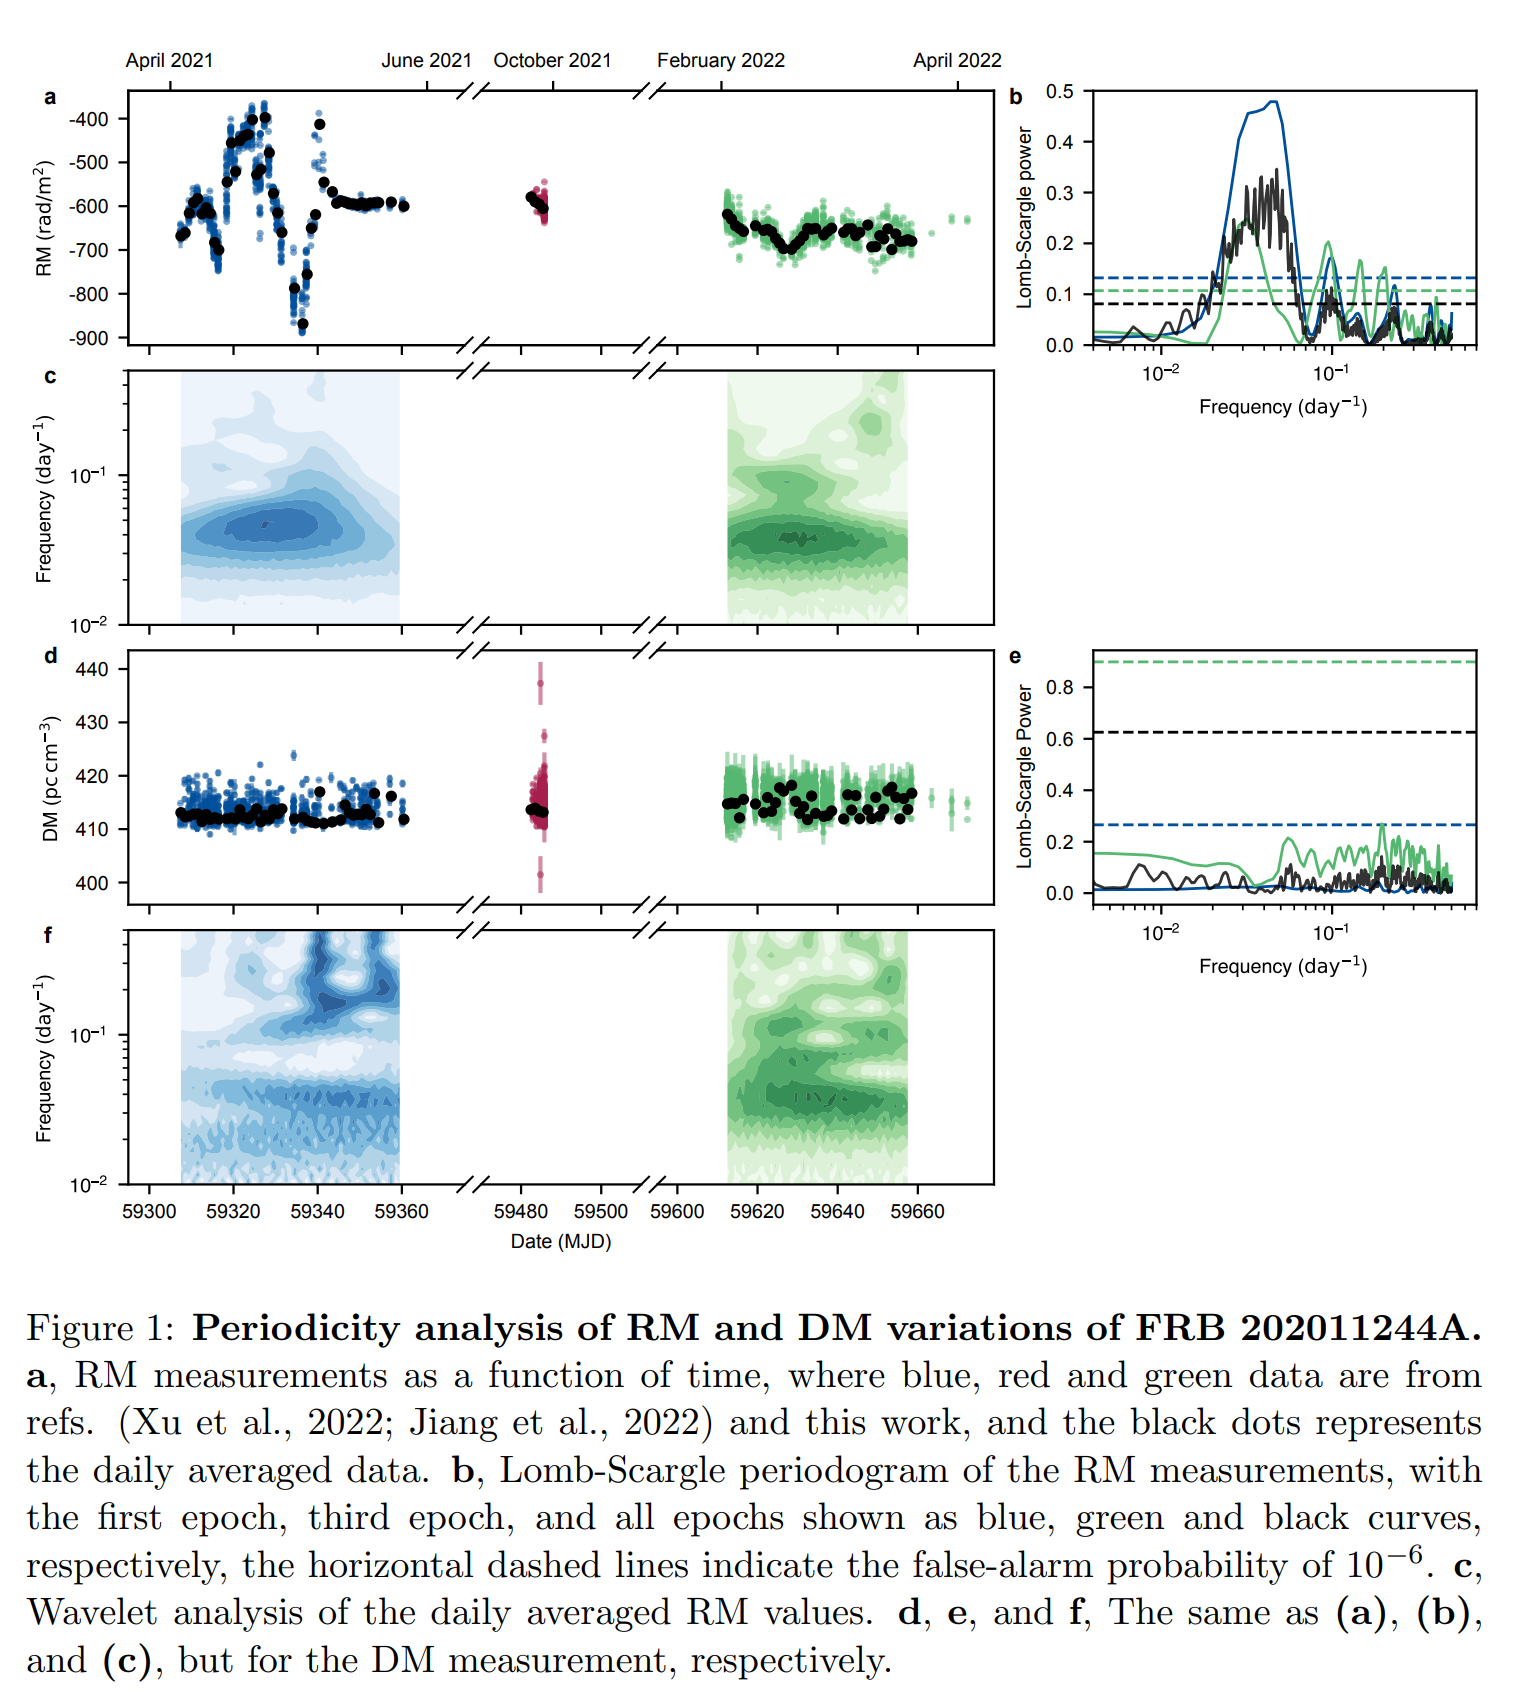 April 2021 June 2021 October 2021 February 2022 April 2022
a
-400
-500
-600
-700
-800
-900
RM (rad/m²)
b
0.5
0.4
0.3
0.2
0.1
0.0
Lomb-Scargle power
10⁻² 10⁻¹
Frequency (day⁻¹)
c
10⁻¹
10⁻²
Frequency (day⁻¹)
d
440
430
420
410
400
DM (pc cm⁻³)
e
0.8
0.6
0.4
0.2
0.0
Lomb-Scargle Power
10⁻² 10⁻¹
Frequency (day⁻¹)
f
10⁻¹
10⁻²
Frequency (day⁻¹)
59300 59320 59340 59360 59480 59500 59600 59620 59640 59660
Date (MJD)
Figure 1: Periodicity analysis of RM and DM variations of FRB 202011244A.
a, RM measurements as a function of time, where blue, red and green data are from
refs. (Xu et al., 2022; Jiang et al., 2022) and this work, and the black dots represents
the daily averaged data. b, Lomb-Scargle periodogram of the RM measurements, with
the first epoch, third epoch, and all epochs shown as blue, green and black curves,
respectively, the horizontal dashed lines indicate the false-alarm probability of 10⁻⁶. c,
Wavelet analysis of the daily averaged RM values. d, e, and f, The same as (a), (b),
and (c), but for the DM measurement, respectively.